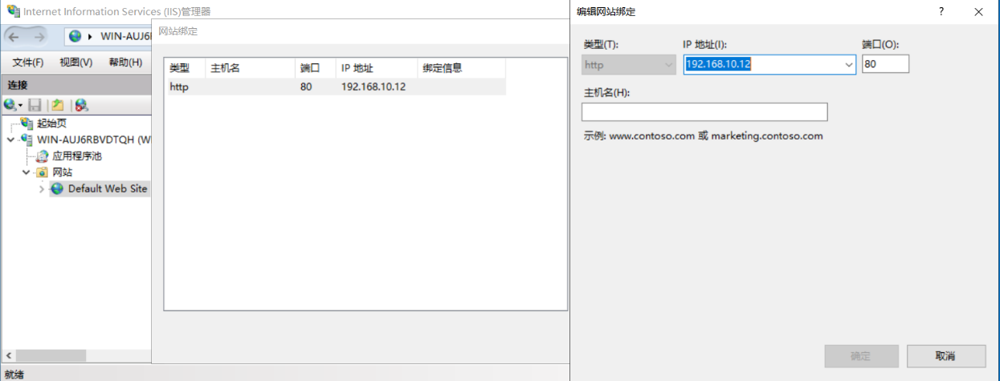 Internet Information Services (IIS)管理器
WIN-AUJ6R
文件(F) 视图(V) 帮助(H)
连接
起始页
WIN-AUJ6RBVDTQH (W
应用程序池
网站
Default Web Site
就绪
网站绑定
类型 主机名 端口 IP 地址 绑定信息
http 80 192.168.10.12
编辑网站绑定
类型(T): IP 地址(I): 端口(O):
http 192.168.10.12 80
主机名(H):
示例: www.contoso.com 或 marketing.contoso.com
确定 取消